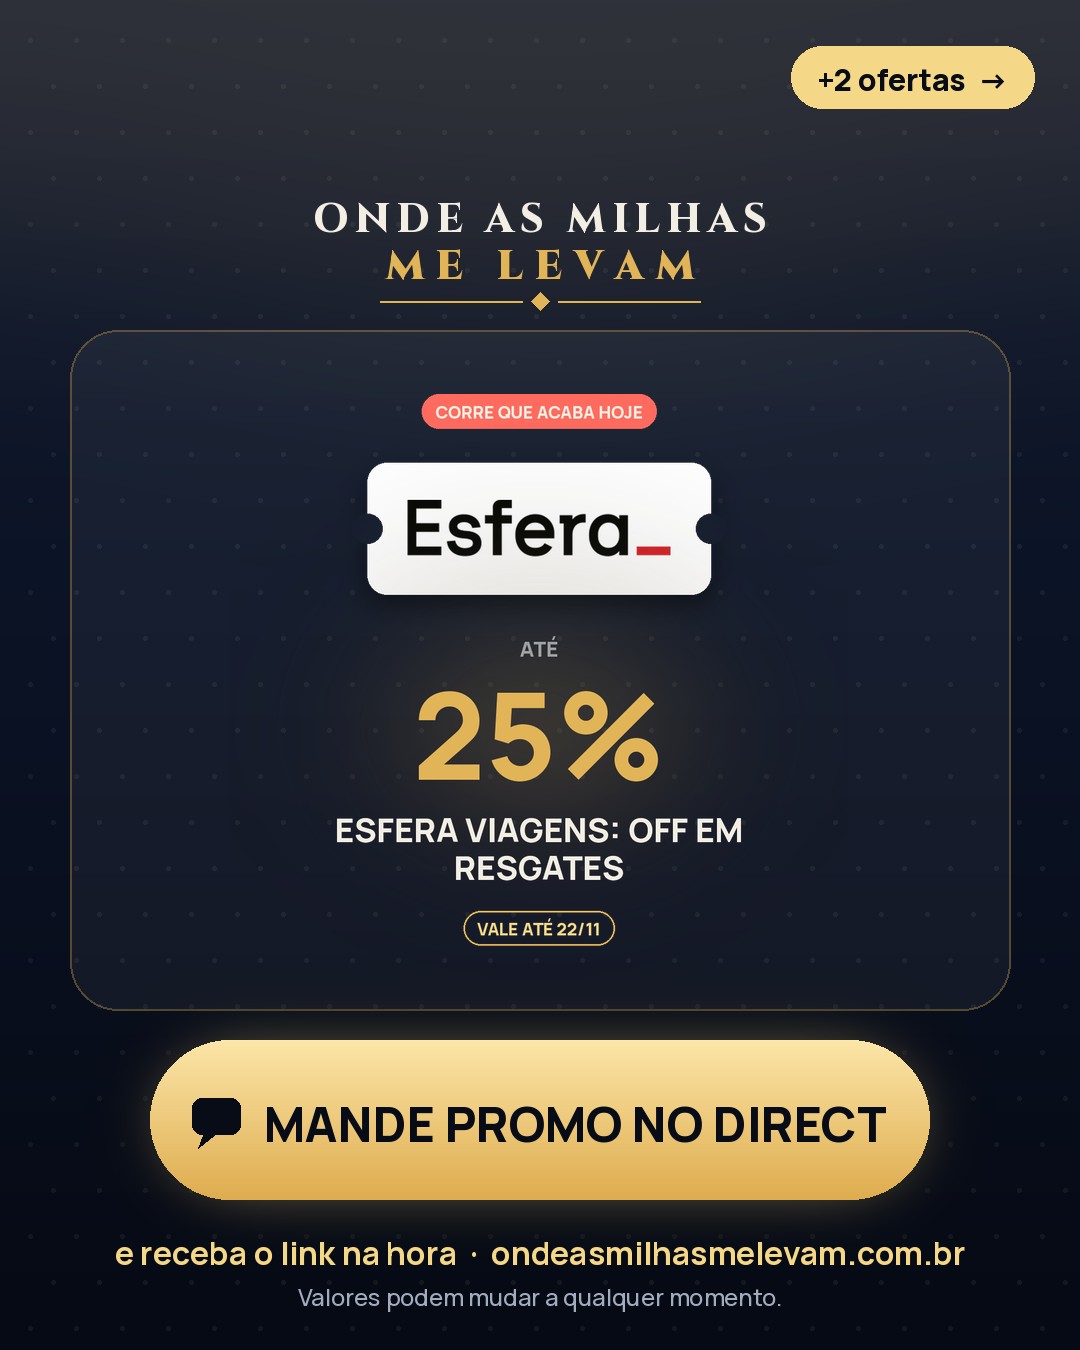 +2 ofertas →
ONDE AS MILHAS
ME LEVAM
CORRE QUE ACABA HOJE
Esfera_
ATÉ
25%
ESFERA VIAGENS: OFF EM
RESGATES
VALE ATÉ 22/11
MANDE PROMO NO DIRECT
e receba o link na hora · ondeasmilhasmelevam.com.br
Valores podem mudar a qualquer momento.